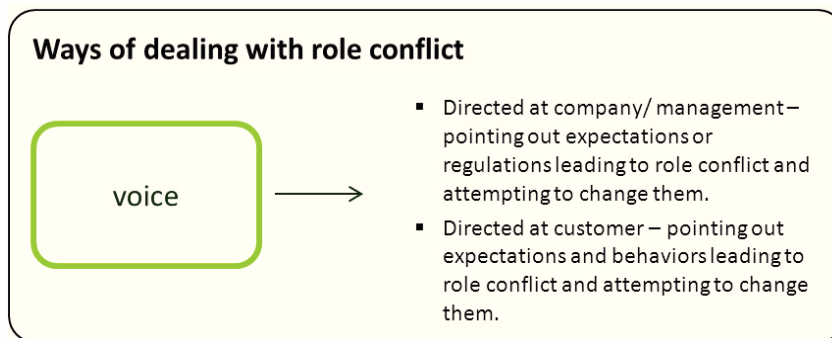 Ways of dealing with role conflict
voice
▪ Directed at company/ management –
pointing out expectations or
regulations leading to role conflict and
attempting to change them.
▪ Directed at customer – pointing out
expectations and behaviors leading to
role conflict and attempting to change
them.